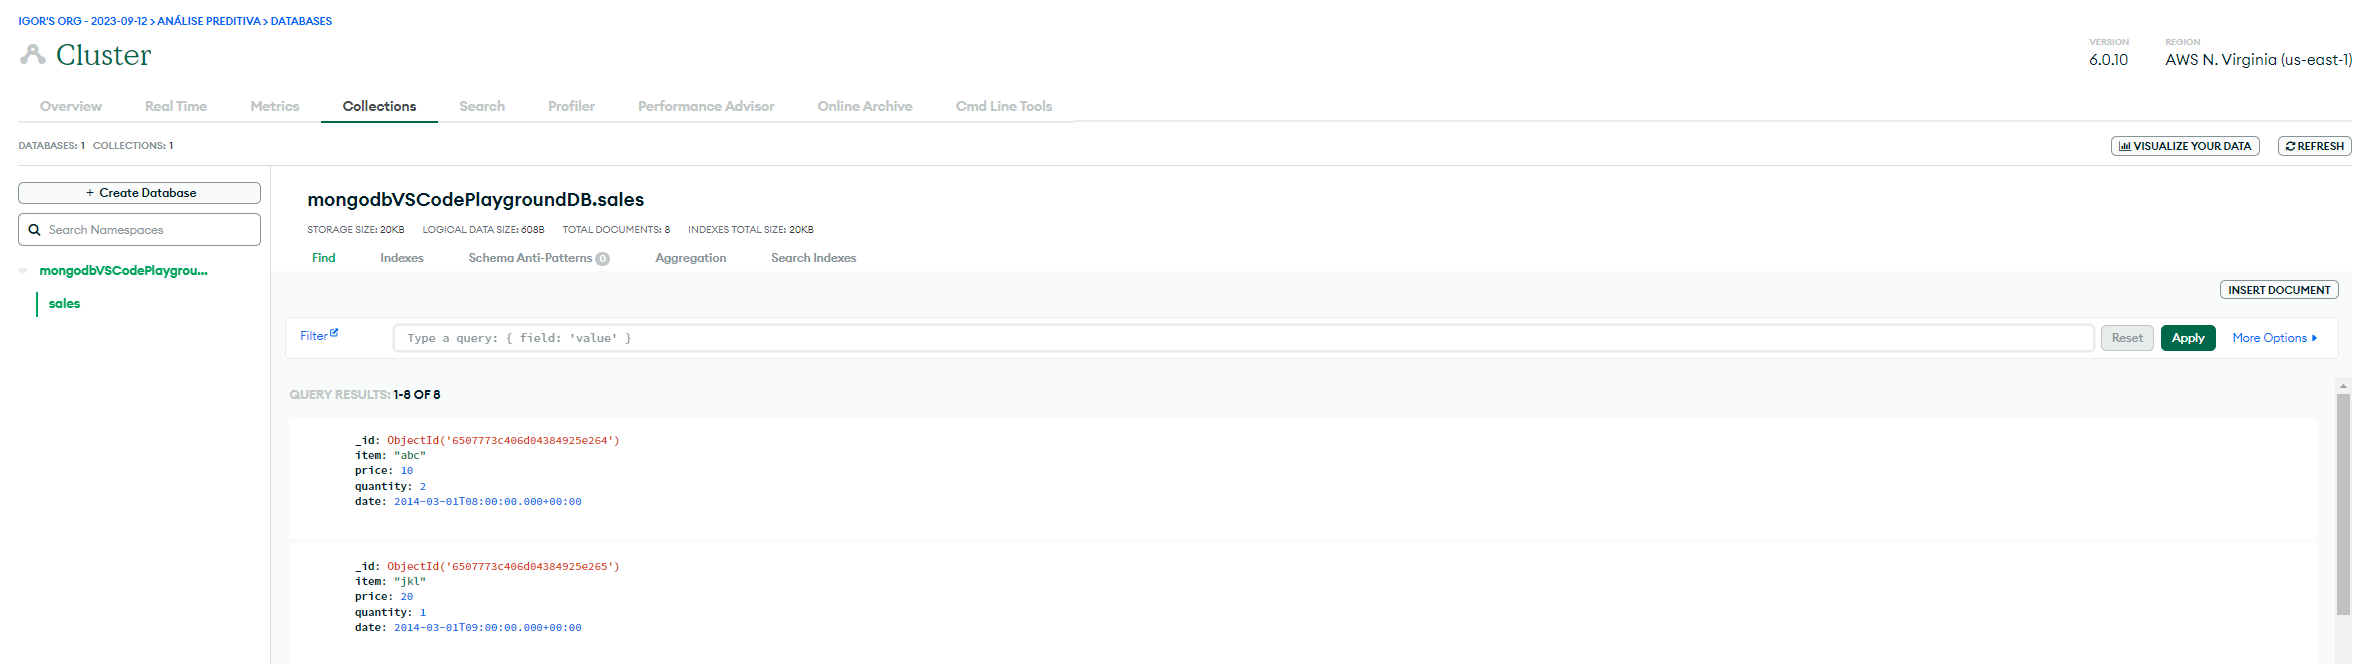 IGOR'S ORG - 2023-09-12 > ANÁLISE PREDITIVA > DATABASES
Cluster
VERSION
6.0.10
REGION
AWS N. Virginia (us-east-1)
Overview Real Time Metrics Collections Search Profiler Performance Advisor Online Archive Cmd Line Tools
DATABASES: 1 COLLECTIONS: 1
VISUALIZE YOUR DATA
REFRESH
+ Create Database
Search Namespaces
mongodbVSCodePlaygrou...
sales
mongodbVSCodePlaygroundDB.sales
STORAGE SIZE: 20KB LOGICAL DATA SIZE: 608B TOTAL DOCUMENTS: 8 INDEXES TOTAL SIZE: 20KB
Find Indexes Schema Anti-Patterns 0 Aggregation Search Indexes
INSERT DOCUMENT
Filter
Type a query: { field: 'value' }
Reset
Apply
More Options
QUERY RESULTS: 1-8 OF 8
_id: ObjectId('6507773c406d04384925e264')
item: "abc"
price: 10
quantity: 2
date: 2014-03-01T08:00:00.000+00:00
_id: ObjectId('6507773c406d04384925e265')
item: "jkl"
price: 20
quantity: 1
date: 2014-03-01T09:00:00.000+00:00